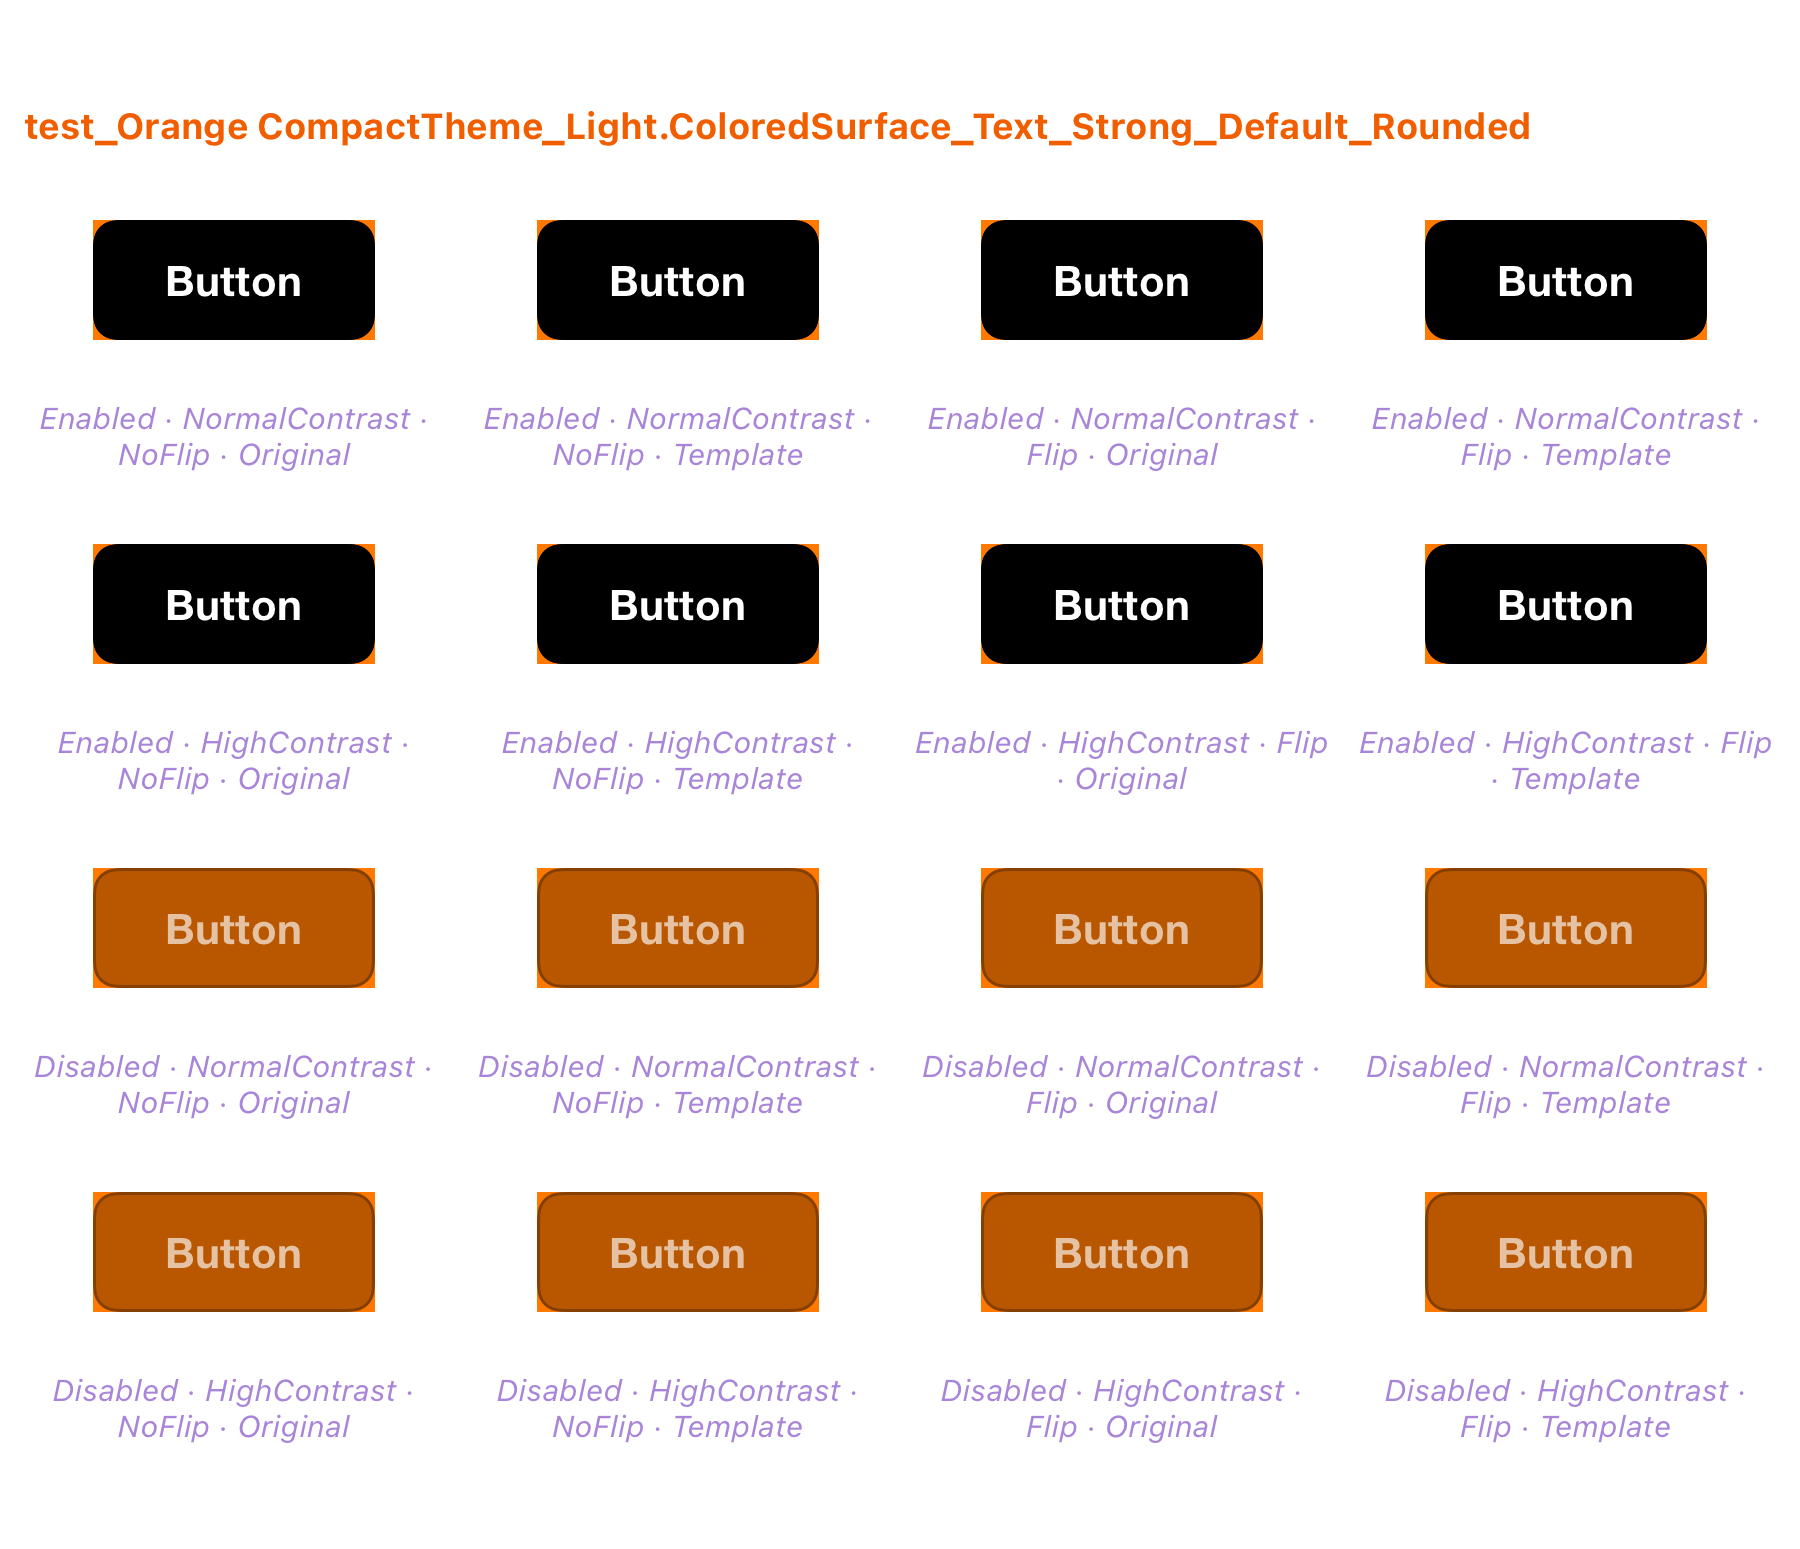 test_Orange CompactTheme_Light.ColoredSurface_Text_Strong_Default_Rounded
Button Button Button Button
Enabled · NormalContrast · Enabled · NormalContrast · Enabled · NormalContrast · Enabled · NormalContrast ·
NoFlip · Original NoFlip · Template Flip · Original Flip · Template
Button Button Button Button
Enabled · HighContrast · Enabled · HighContrast · Enabled · HighContrast · Flip Enabled · HighContrast · Flip
NoFlip · Original NoFlip · Template · Original · Template
Button Button Button Button
Disabled · NormalContrast · Disabled · NormalContrast · Disabled · NormalContrast · Disabled · NormalContrast ·
NoFlip · Original NoFlip · Template Flip · Original Flip · Template
Button Button Button Button
Disabled · HighContrast · Disabled · HighContrast · Disabled · HighContrast · Disabled · HighContrast ·
NoFlip · Original NoFlip · Template Flip · Original Flip · Template